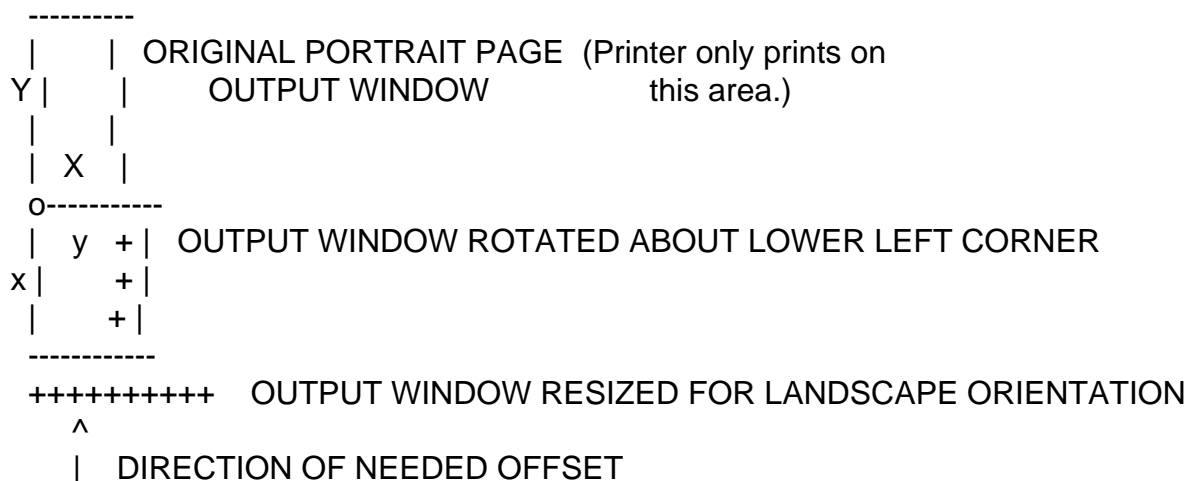 ----------
|        | ORIGINAL PORTRAIT PAGE  (Printer only prints on
Y |       |        OUTPUT WINDOW                this area.)
|        |
|   X   |
o-----------
|   y   + |  OUTPUT WINDOW ROTATED ABOUT LOWER LEFT CORNER
x |       + |
|       + |
------------
++++++++++   OUTPUT WINDOW RESIZED FOR LANDSCAPE ORIENTATION
^
|   DIRECTION OF NEEDED OFFSET